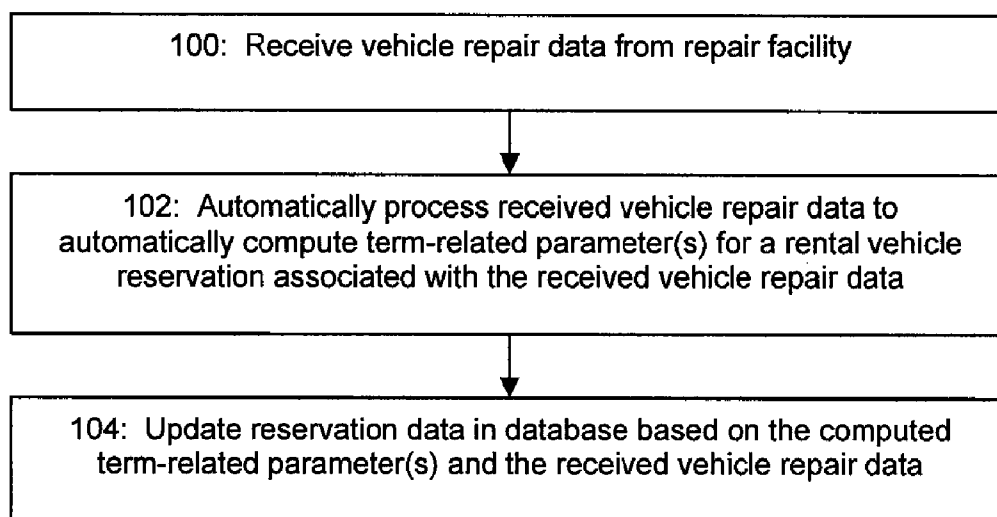 100: Receive vehicle repair data from repair facility
102: Automatically process received vehicle repair data to
automatically compute term-related parameter(s) for a rental vehicle
reservation associated with the received vehicle repair data
104: Update reservation data in database based on the computed
term-related parameter(s) and the received vehicle repair data